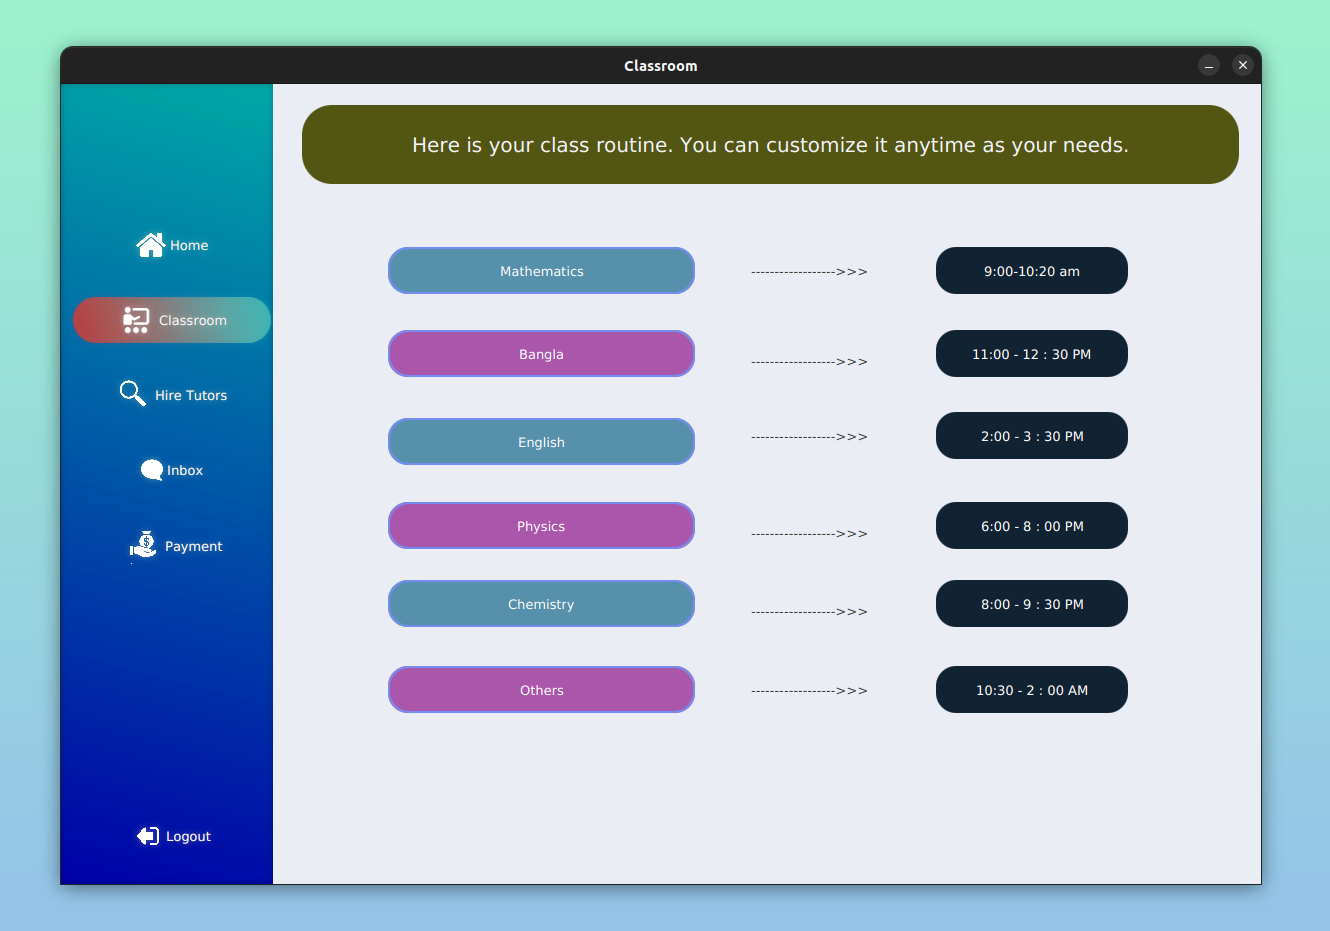 Classroom
Here is your class routine. You can customize it anytime as your needs.
Home
Classroom
Hire Tutors
Inbox
Payment
Logout
Mathematics ------------------>>> 9:00-10:20 am
Bangla ------------------>>> 11:00 - 12 : 30 PM
English ------------------>>> 2:00 - 3 : 30 PM
Physics ------------------>>> 6:00 - 8 : 00 PM
Chemistry ------------------>>> 8:00 - 9 : 30 PM
Others ------------------>>> 10:30 - 2 : 00 AM